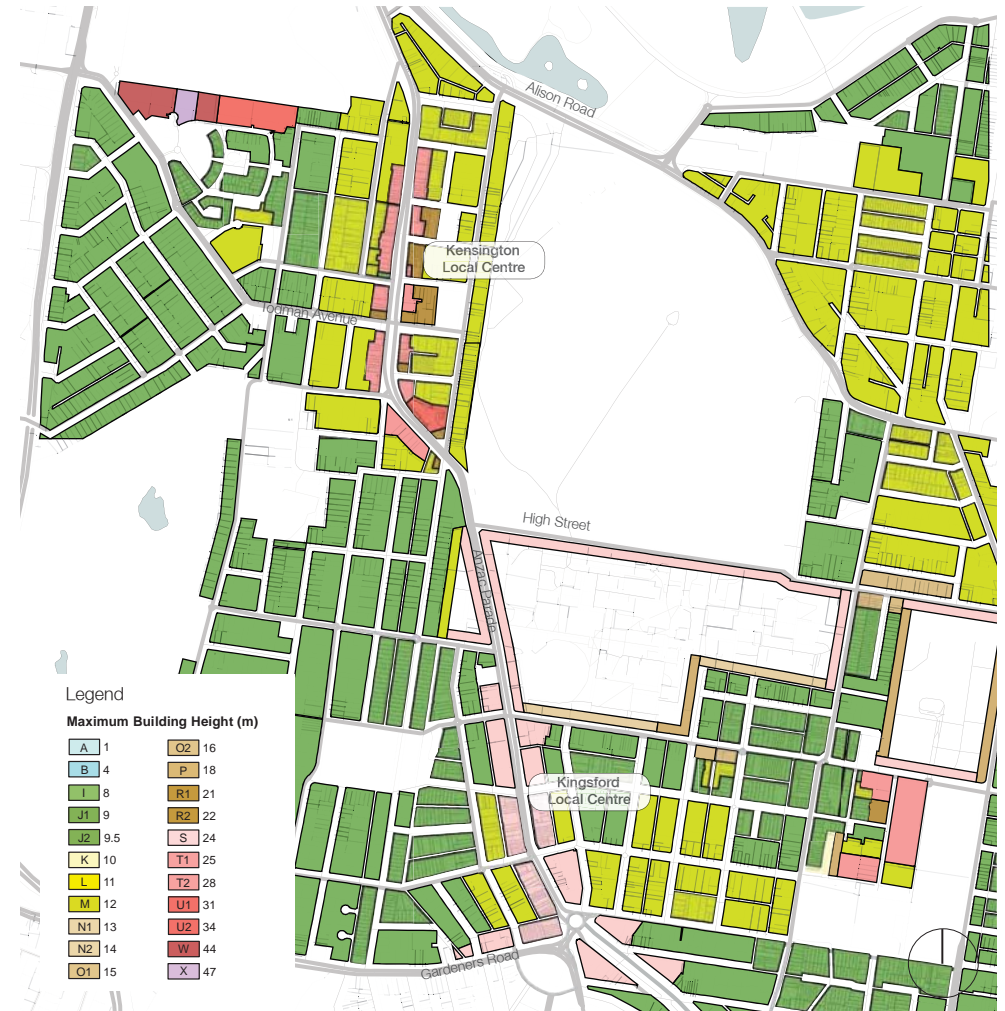 Alison Road
Kensington
Local Centre
Todman Avenue
High Street
Anzac Parade
Kingsford
Local Centre
Gardeners Road
Legend
Maximum Building Height (m)
A 1
B 4
I 8
J1 9
J2 9.5
K 10
L 11
M 12
N1 13
N2 14
O1 15
O2 16
P 18
R1 21
R2 22
S 24
T1 25
T2 28
U1 31
U2 34
W 44
X 47